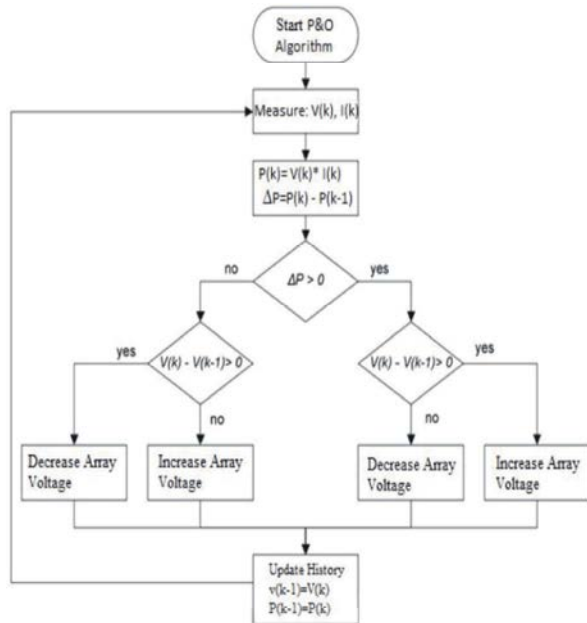 Start P&O
Algorithm
Measure: V(k), I(k)
P(k)= V(k)* I(k)
ΔP=P(k) - P(k-1)
no
ΔP > 0
yes
yes
V(k) - V(k-1)> 0
no
V(k) - V(k-1)> 0
yes
no
Decrease Array
Voltage
Increase Array
Voltage
Decrease Array
Voltage
Increase Array
Voltage
Update History
v(k-1)=V(k)
P(k-1)=P(k)